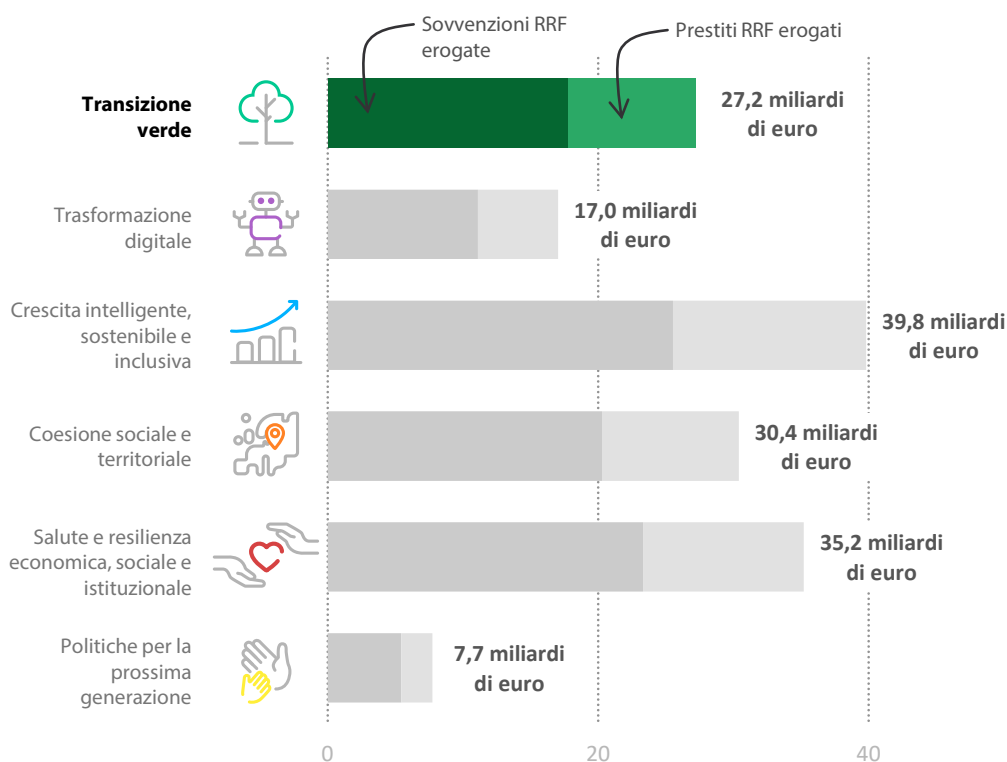 Sovvenzioni RRF
erogate
Prestiti RRF erogati
Transizione
verde
27,2 miliardi
di euro
Trasformazione
digitale
17,0 miliardi
di euro
Crescita intelligente,
sostenibile e
inclusiva
39,8 miliardi
di euro
Coesione sociale e
territoriale
30,4 miliardi
di euro
Salute e resilienza
economica, sociale e
istituzionale
35,2 miliardi
di euro
Politiche per la
prossima
generazione
7,7 miliardi
di euro
0
20
40